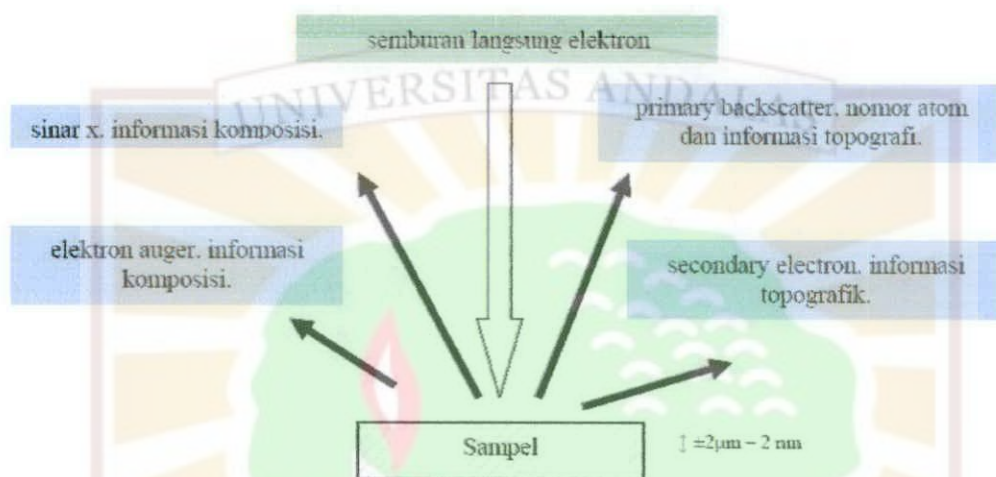 semburan langsung elektron
UNIVERSITAS ANDALAS
sinar x. informasi komposisi.
primary backscatter. nomor atom
dan informasi topografi.
elektron auger. informasi
komposisi.
secondary electron. informasi
topografik.
Sampel
±2μm – 2 nm